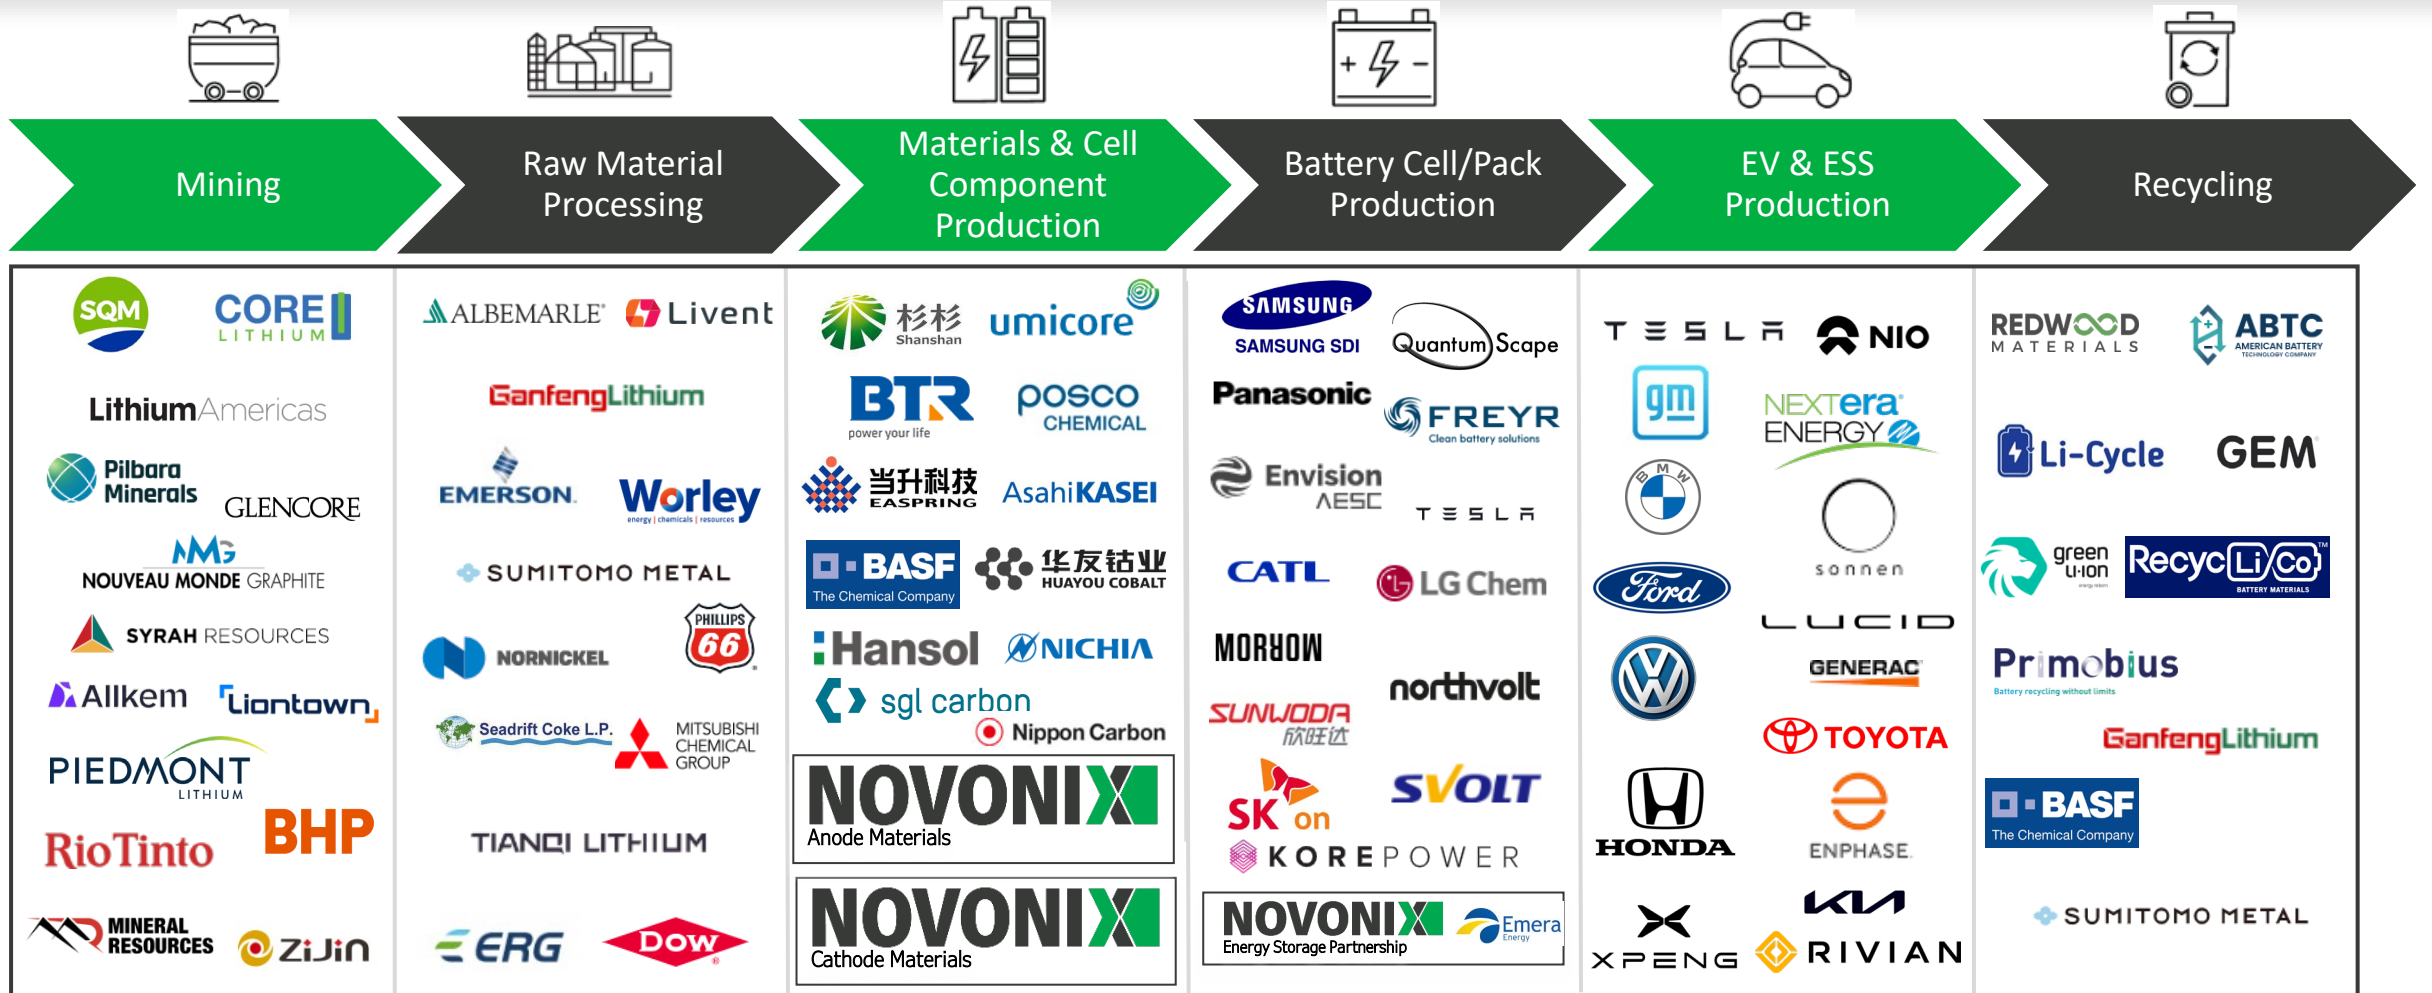 Mining
Raw Material
Processing
Materials & Cell
Component
Production
Battery Cell/Pack
Production
EV & ESS
Production
Recycling
SQM
CORE
LITHIUM
LithiumAmericas
Pilbara
Minerals
GLENCORE
NMG
NOUVEAU MONDE GRAPHITE
SYRAH RESOURCES
Allkem
Liontown
PIEDMONT
LITHIUM
RioTinto
BHP
MINERAL
RESOURCES
ZiJin
ALBEMARLE
Livent
GanfengLithium
EMERSON
Worley
energy | chemicals | resources
SUMITOMO METAL
NORNICKEL
PHILLIPS
66
Seadrift Coke L.P.
MITSUBISHI
CHEMICAL
GROUP
TIANQI LITHIUM
ERG
DOW
杉杉
Shanshan
umicore
BTR
power your life
POSCO
CHEMICAL
当升科技
EASPRING
AsahiKASEI
BASF
The Chemical Company
华友钴业
HUAYOU COBALT
Hansol
NICHIA
sgl carbon
Nippon Carbon
NOVONIX
Anode Materials
NOVONIX
Cathode Materials
SAMSUNG
SAMSUNG SDI
QuantumScape
Panasonic
FREYR
Clean battery solutions
Envision
AESC
TESLA
CATL
LG Chem
MORROW
northvolt
SUNWODA
欣旺达
SK on
SVOLT
KOREPOWER
NOVONIX
Energy Storage Partnership
Emera
Energy
TESLA
NIO
gm
NEXTera
ENERGY
BMW
sonnen
Ford
LUCID
GENERAC
VW
TOYOTA
HONDA
ENPHASE
KIA
XPENG
RIVIAN
REDWOOD
MATERIALS
ABTC
AMERICAN BATTERY
TECHNOLOGY COMPANY
Li-Cycle
GEM
green
li-ion
RecycLiCo™
BATTERY MATERIALS
Primobius
Battery recycling without limits
GanfengLithium
BASF
The Chemical Company
SUMITOMO METAL